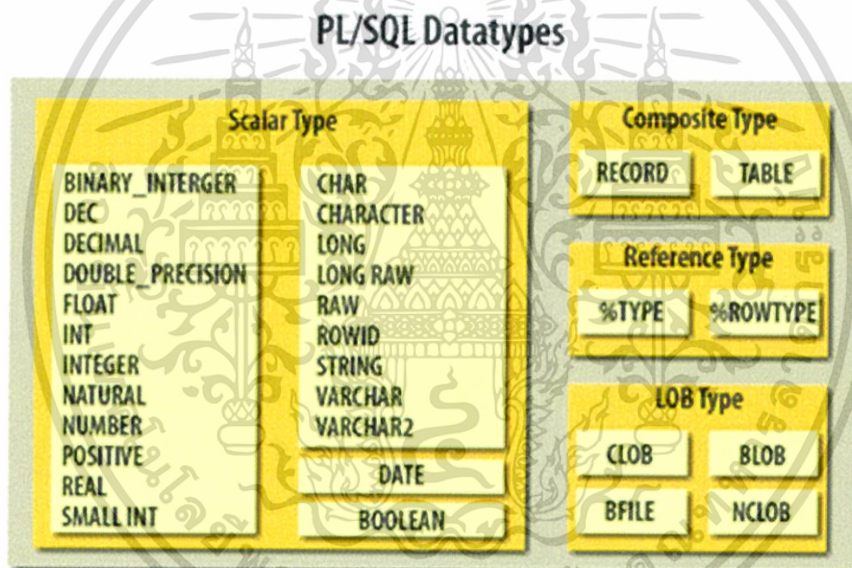 PL/SQL Datatypes
Scalar Type
BINARY_INTERGER
DEC
DECIMAL
DOUBLE_PRECISION
FLOAT
INT
INTEGER
NATURAL
NUMBER
POSITIVE
REAL
SMALL INT
CHAR
CHARACTER
LONG
LONG RAW
RAW
ROWID
STRING
VARCHAR
VARCHAR2
DATE
BOOLEAN
Composite Type
RECORD
TABLE
Reference Type
%TYPE
%ROWTYPE
LOB Type
CLOB
BLOB
BFILE
NCLOB